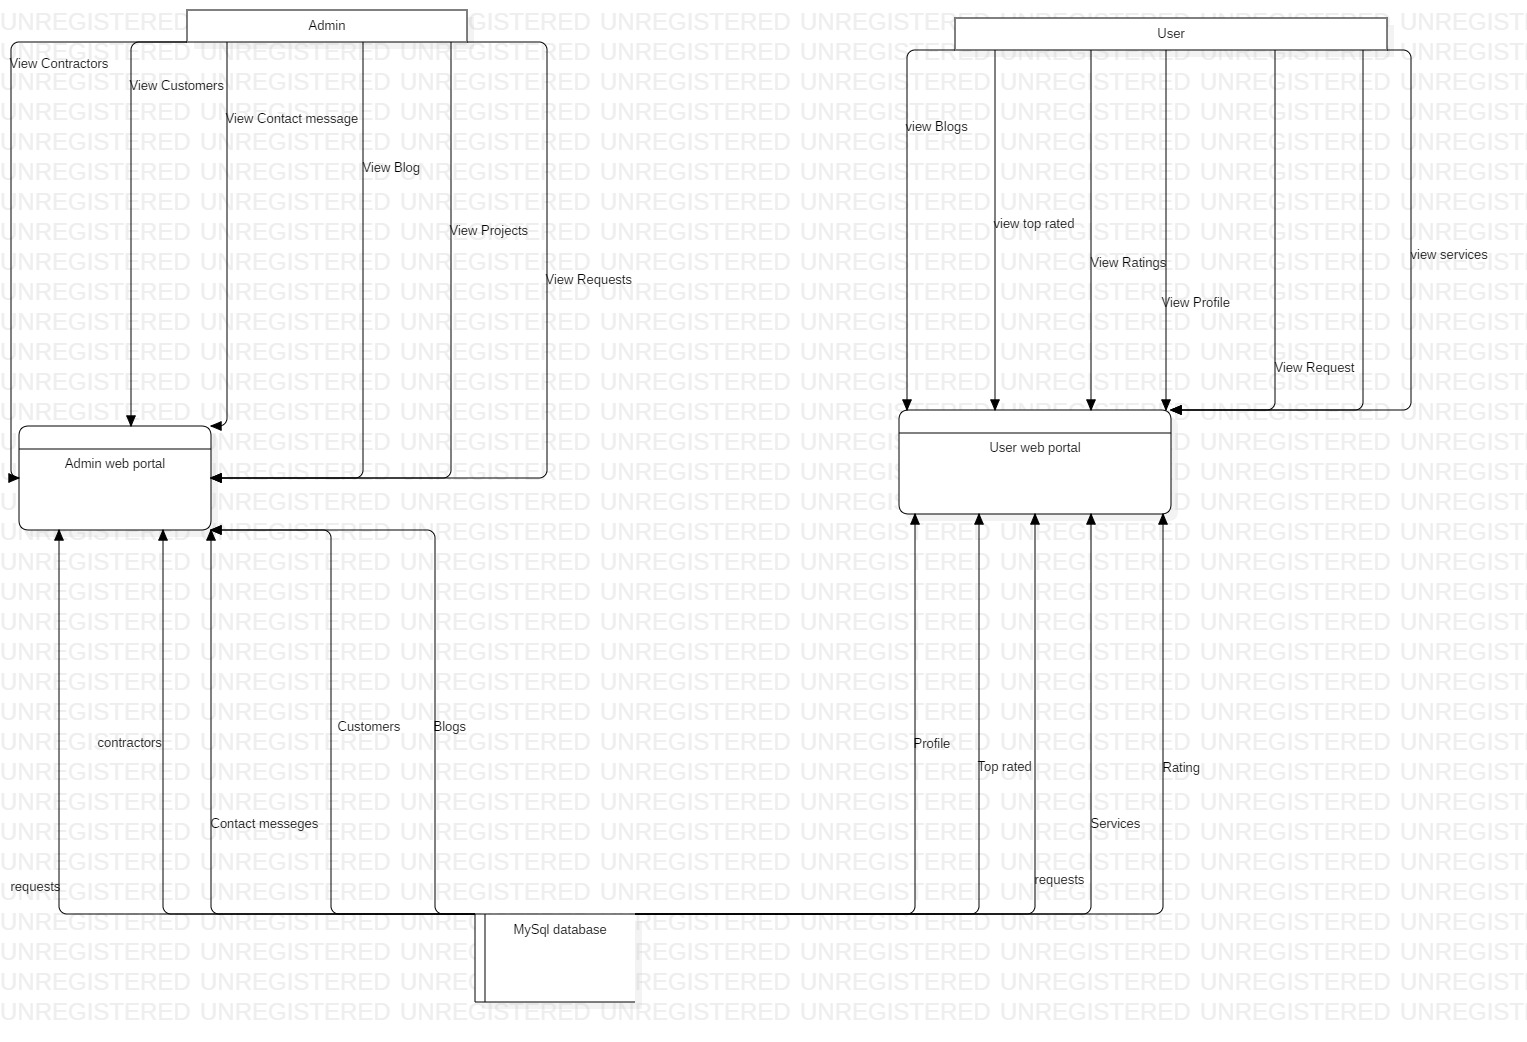 Admin
User
View Contractors
View Customers
View Contact message
view Blogs
View Blog
view top rated
View Projects
view services
View Ratings
View Requests
View Profile
View Request
User web portal
Admin web portal
Customers
Blogs
contractors
Profile
Top rated
Rating
Contact messeges
Services
requests
requests
MySql database
UNREGISTERED